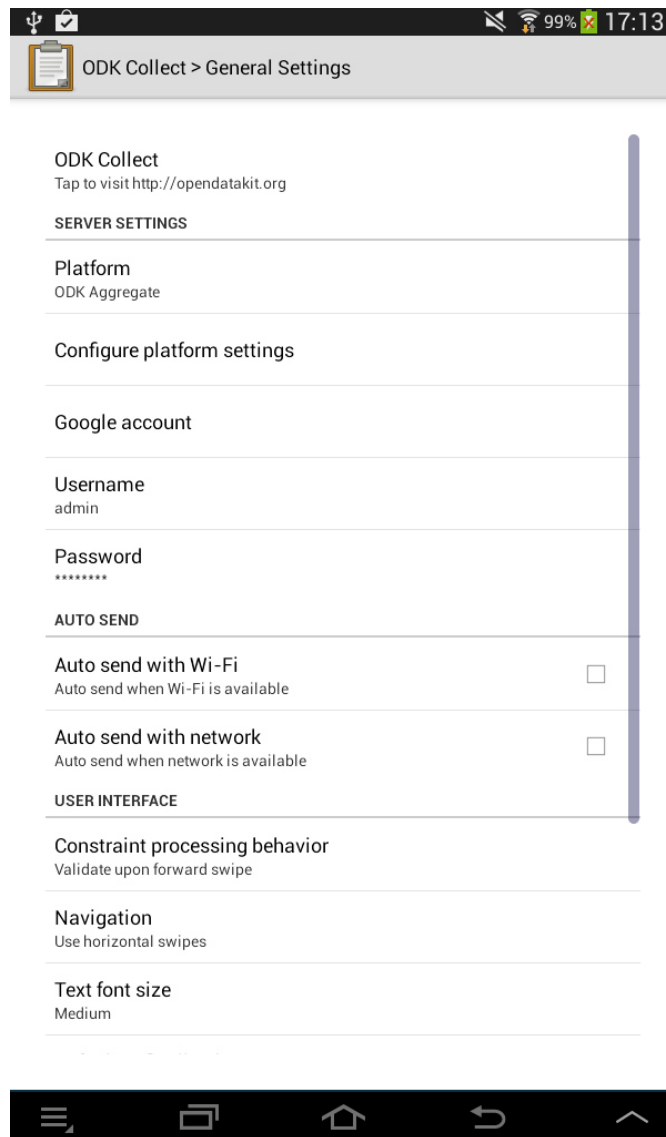 99% 17:13
ODK Collect > General Settings
ODK Collect
Tap to visit http://opendatakit.org
SERVER SETTINGS
Platform
ODK Aggregate
Configure platform settings
Google account
Username
admin
Password
********
AUTO SEND
Auto send with Wi-Fi
Auto send when Wi-Fi is available
Auto send with network
Auto send when network is available
USER INTERFACE
Constraint processing behavior
Validate upon forward swipe
Navigation
Use horizontal swipes
Text font size
Medium